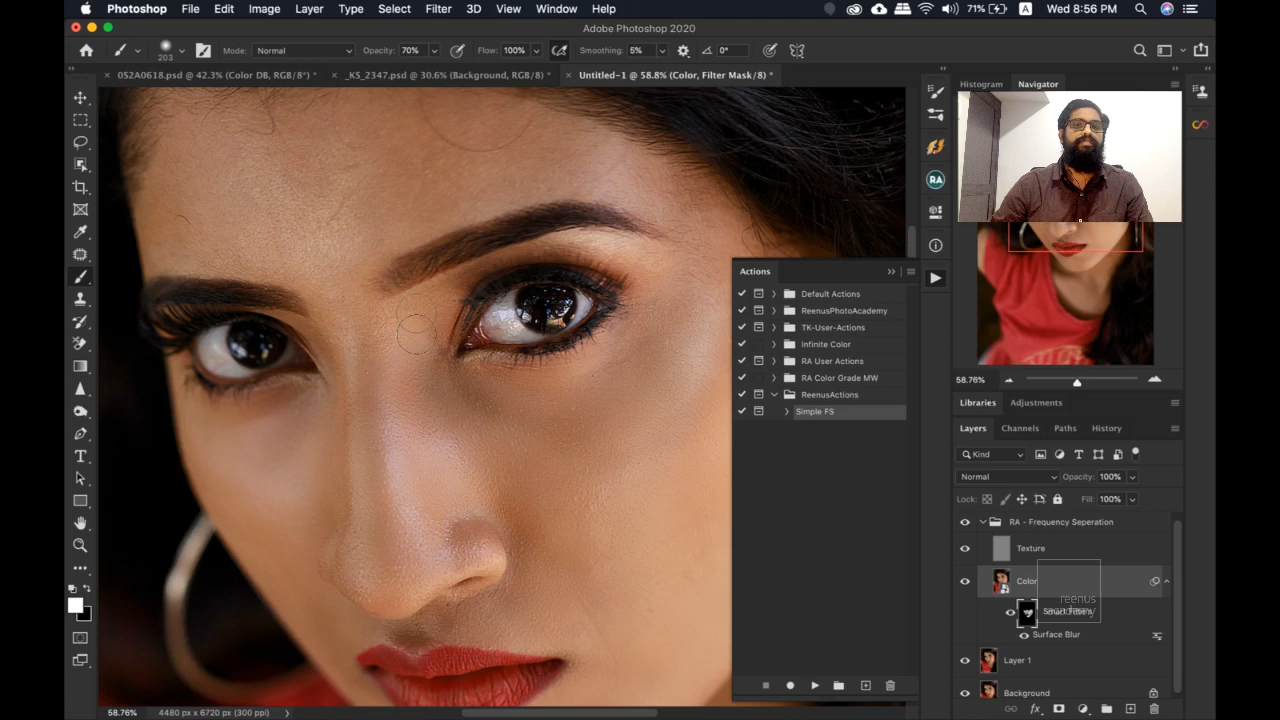 Photoshop File Edit Image Layer Type Select Filter 3D View Window Help 71% A Wed 8:56 PM
Adobe Photoshop 2020
203 Mode: Normal Opacity: 70% Flow: 100% Smoothing: 5% 0°
× 0S2A0618.psd @ 42.3% (Color DB, RGB/8*) * × _KS_2347.psd @ 30.6% (Background, RGB/8) * × Untitled-1 @ 58.8% (Color, Filter Mask/8) *
Histogram Navigator
RA
58.76%
Actions
Default Actions
ReenusPhotoAcademy
TK-User-Actions
Infinite Color
RA User Actions
RA Color Grade MW
ReenusActions
Simple FS
Libraries Adjustments
Layers Channels Paths History
Kind
Normal Opacity: 100%
Lock: Fill: 100%
RA - Frequency Seperation
Texture
Color
reenus
Surface Blur
Layer 1
Background
58.76% 4480 px x 6720 px (300 ppi)
fx